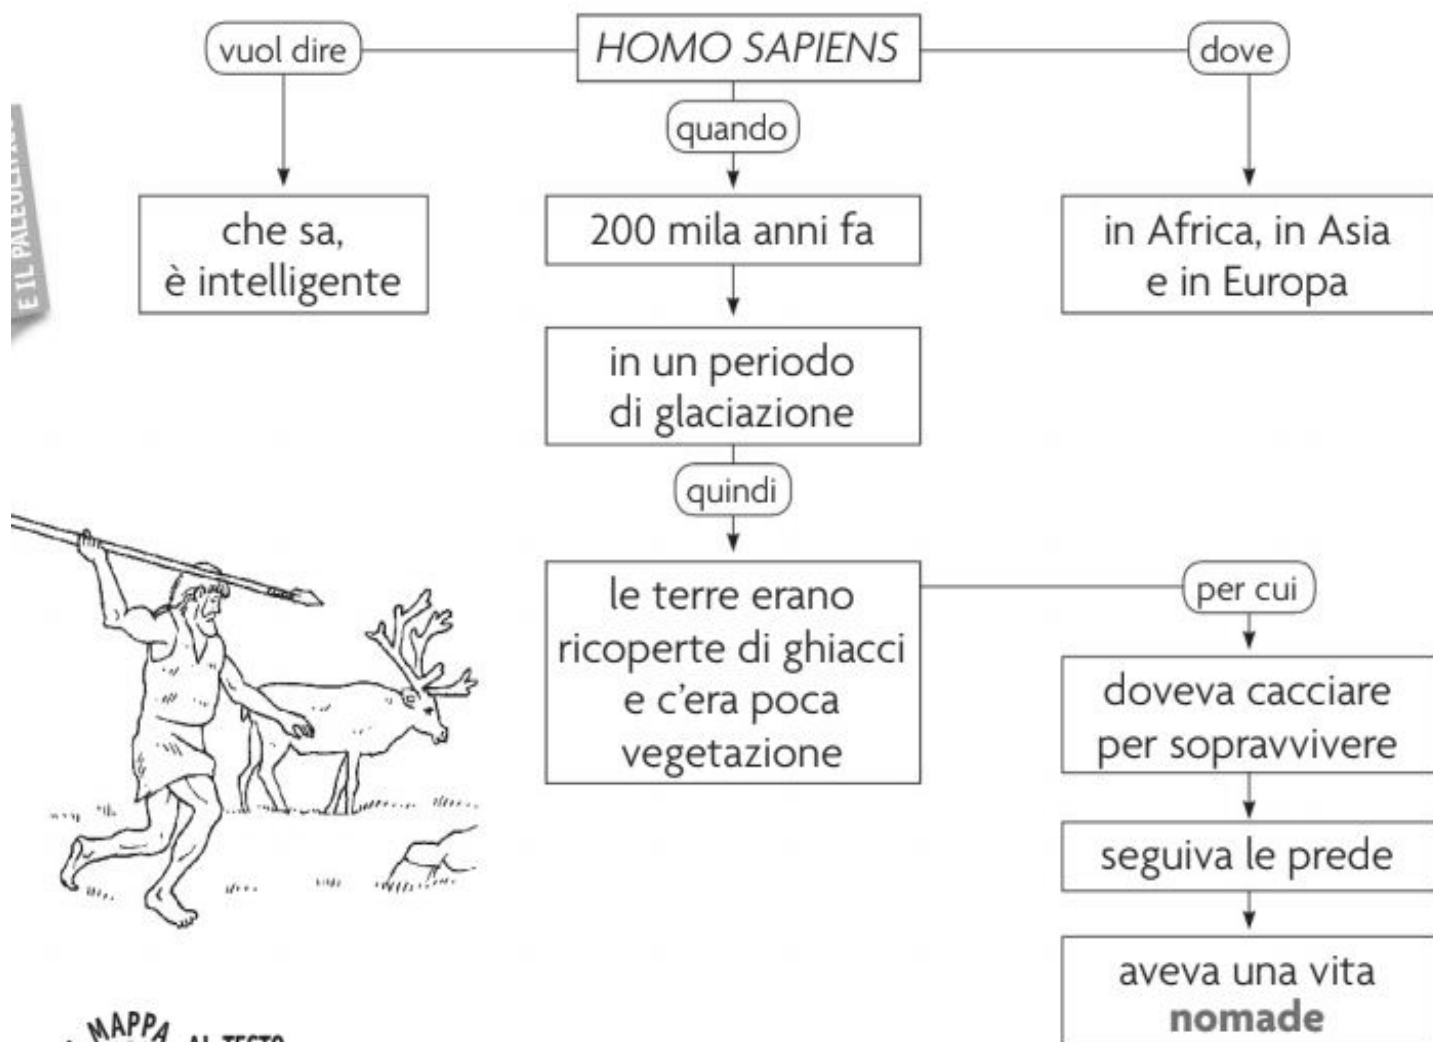 HOMO SAPIENS
vuol dire
che sa,
è intelligente
quando
200 mila anni fa
in un periodo
di glaciazione
quindi
le terre erano
ricoperte di ghiacci
e c'era poca
vegetazione
per cui
doveva cacciare
per sopravvivere
seguiva le prede
aveva una vita
nomade
dove
in Africa, in Asia
e in Europa
E IL PALEOLITICO
MAPPA
AL TESTO